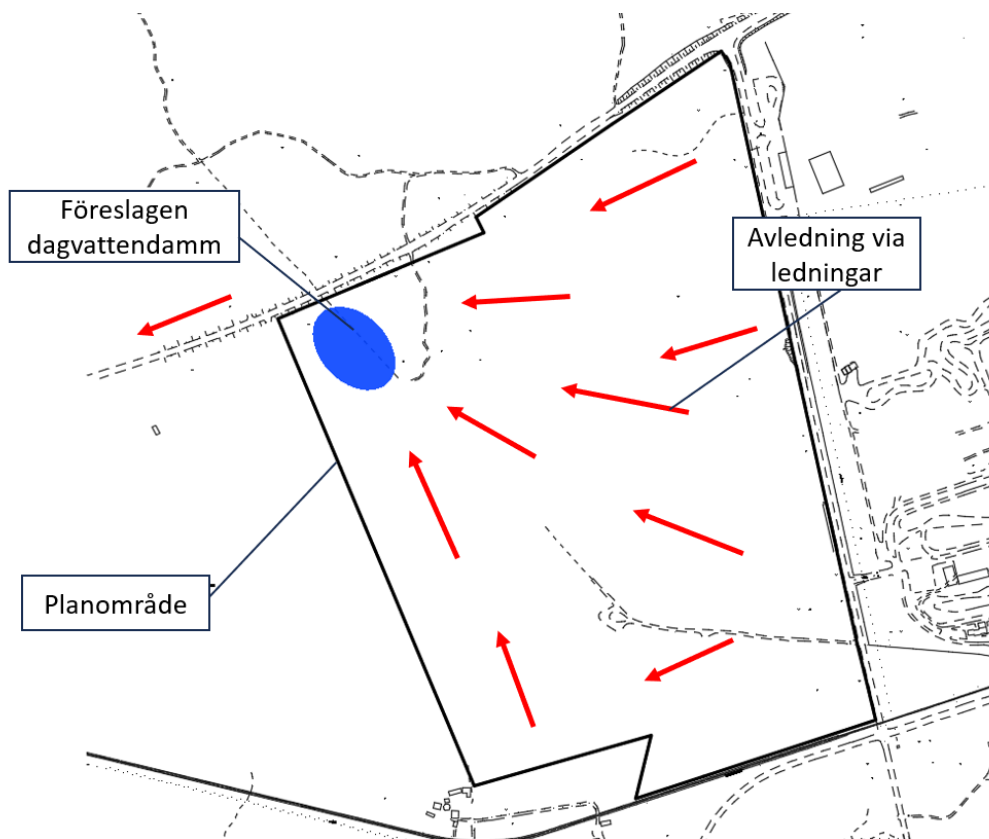 Föreslagen
dagvattendamm
Avledning via
ledningar
Planområde